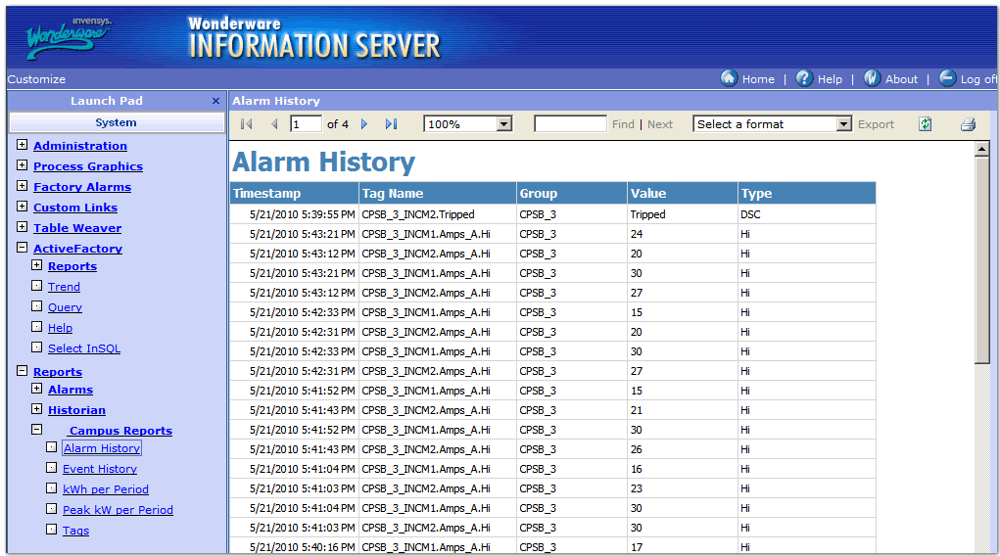 invensys.
Wonderware
Wonderware
INFORMATION SERVER
Customize
Home | Help | About | Log off
Launch Pad ×
System
Administration
Process Graphics
Factory Alarms
Custom Links
Table Weaver
ActiveFactory
Reports
Trend
Query
Help
Select InSQL
Reports
Alarms
Historian
Campus Reports
Alarm History
Event History
kWh per Period
Peak kW per Period
Tags
Alarm History
1 of 4 100% Find | Next Select a format Export
Alarm History
Timestamp Tag Name Group Value Type
5/21/2010 5:39:55 PM CPSB_3_INCM2.Tripped CPSB_3 Tripped DSC
5/21/2010 5:43:21 PM CPSB_3_INCM1.Amps_A.Hi CPSB_3 24 Hi
5/21/2010 5:43:12 PM CPSB_3_INCM2.Amps_A.Hi CPSB_3 20 Hi
5/21/2010 5:43:21 PM CPSB_3_INCM1.Amps_A.Hi CPSB_3 30 Hi
5/21/2010 5:43:12 PM CPSB_3_INCM2.Amps_A.Hi CPSB_3 27 Hi
5/21/2010 5:42:33 PM CPSB_3_INCM1.Amps_A.Hi CPSB_3 15 Hi
5/21/2010 5:42:31 PM CPSB_3_INCM2.Amps_A.Hi CPSB_3 20 Hi
5/21/2010 5:42:33 PM CPSB_3_INCM1.Amps_A.Hi CPSB_3 30 Hi
5/21/2010 5:42:31 PM CPSB_3_INCM2.Amps_A.Hi CPSB_3 27 Hi
5/21/2010 5:41:52 PM CPSB_3_INCM1.Amps_A.Hi CPSB_3 15 Hi
5/21/2010 5:41:43 PM CPSB_3_INCM2.Amps_A.Hi CPSB_3 21 Hi
5/21/2010 5:41:52 PM CPSB_3_INCM1.Amps_A.Hi CPSB_3 30 Hi
5/21/2010 5:41:43 PM CPSB_3_INCM2.Amps_A.Hi CPSB_3 26 Hi
5/21/2010 5:41:04 PM CPSB_3_INCM1.Amps_A.Hi CPSB_3 16 Hi
5/21/2010 5:41:03 PM CPSB_3_INCM2.Amps_A.Hi CPSB_3 23 Hi
5/21/2010 5:41:04 PM CPSB_3_INCM1.Amps_A.Hi CPSB_3 30 Hi
5/21/2010 5:41:03 PM CPSB_3_INCM2.Amps_A.Hi CPSB_3 30 Hi
5/21/2010 5:40:16 PM CPSB_3_INCM1.Amps_A.Hi CPSB_3 17 Hi